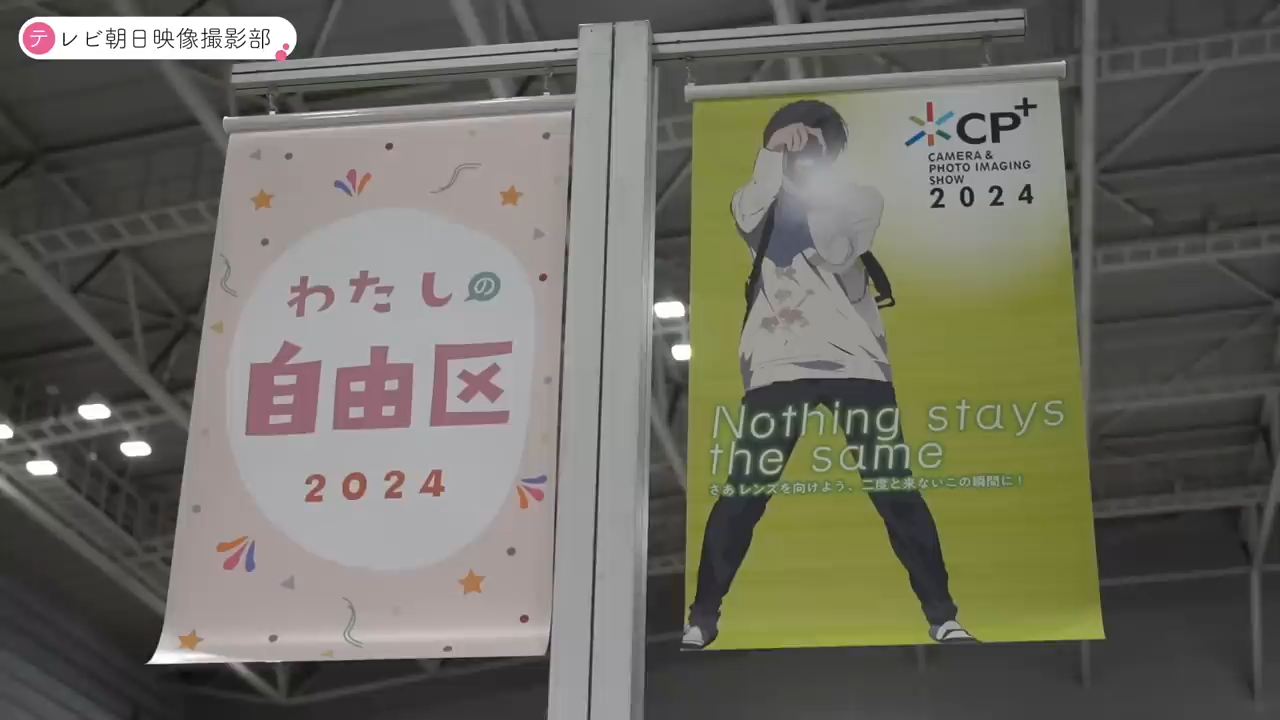 テレビ朝日映像撮影部
わたしの
自由区
2024
CP+
CAMERA &
PHOTO IMAGING
SHOW
2024
Nothing stays
the same
さあレンズを向けよう、二度と来ないこの瞬間に！